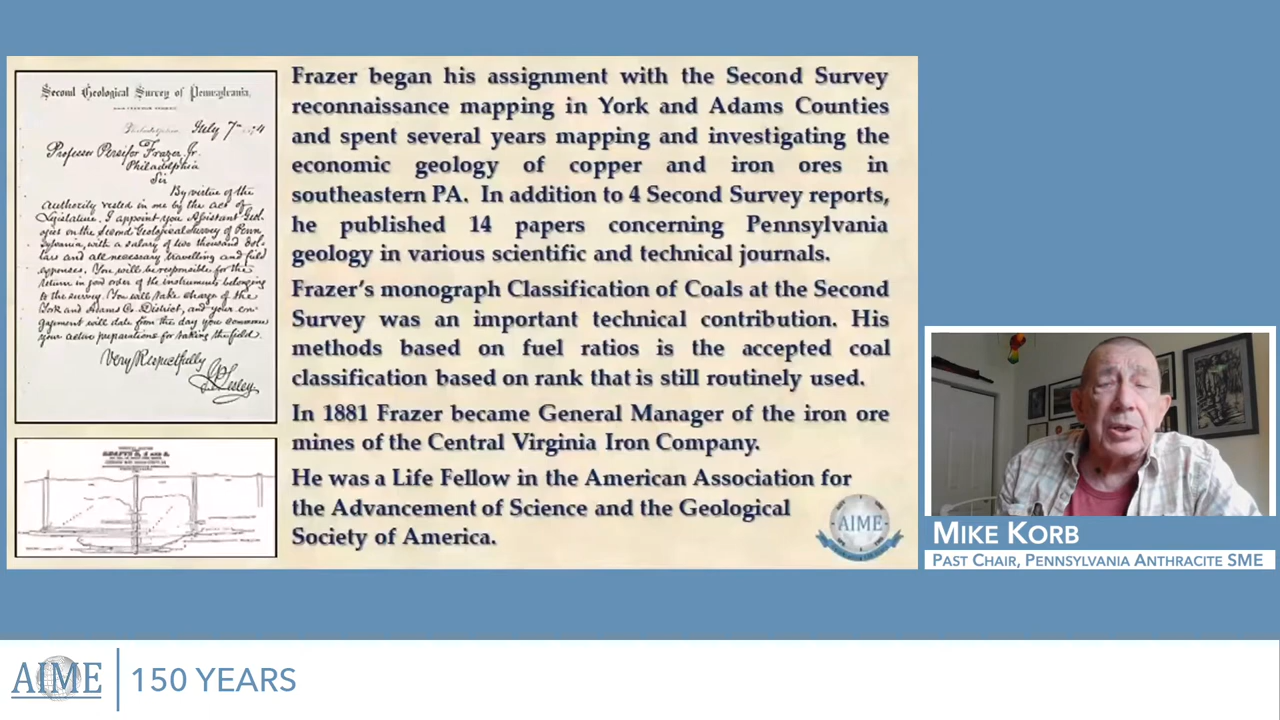 Second Geological Survey of Pennsylvania,
Philadelphia July 7th 74
Professor Persifor Frazer, Jr.
Philadelphia
Sir
By virtue of the
authority vested in me by the act of
Legislature, I appoint you Assistant Geol-
ogist on the Second Geological Survey of Penn
sylvania, with a salary of two thousand dol-
lars and all necessary travelling and field
expenses. You will be responsible for the
return in good order of the instruments belonging
to the survey. You will take charge of the
York and Adams Co. District, and your en-
gagement will date from the day you commence
your active preparations for taking the field.
Very Respectfully
Lesley
Frazer began his assignment with the Second Survey
reconnaissance mapping in York and Adams Counties
and spent several years mapping and investigating the
economic geology of copper and iron ores in
southeastern PA. In addition to 4 Second Survey reports,
he published 14 papers concerning Pennsylvania
geology in various scientific and technical journals.
Frazer's monograph Classification of Coals at the Second
Survey was an important technical contribution. His
methods based on fuel ratios is the accepted coal
classification based on rank that is still routinely used.
In 1881 Frazer became General Manager of the iron ore
mines of the Central Virginia Iron Company.
He was a Life Fellow in the American Association for
the Advancement of Science and the Geological
Society of America.
AIME
MIKE KORB
PAST CHAIR, PENNSYLVANIA ANTHRACITE SME
AIME 150 YEARS